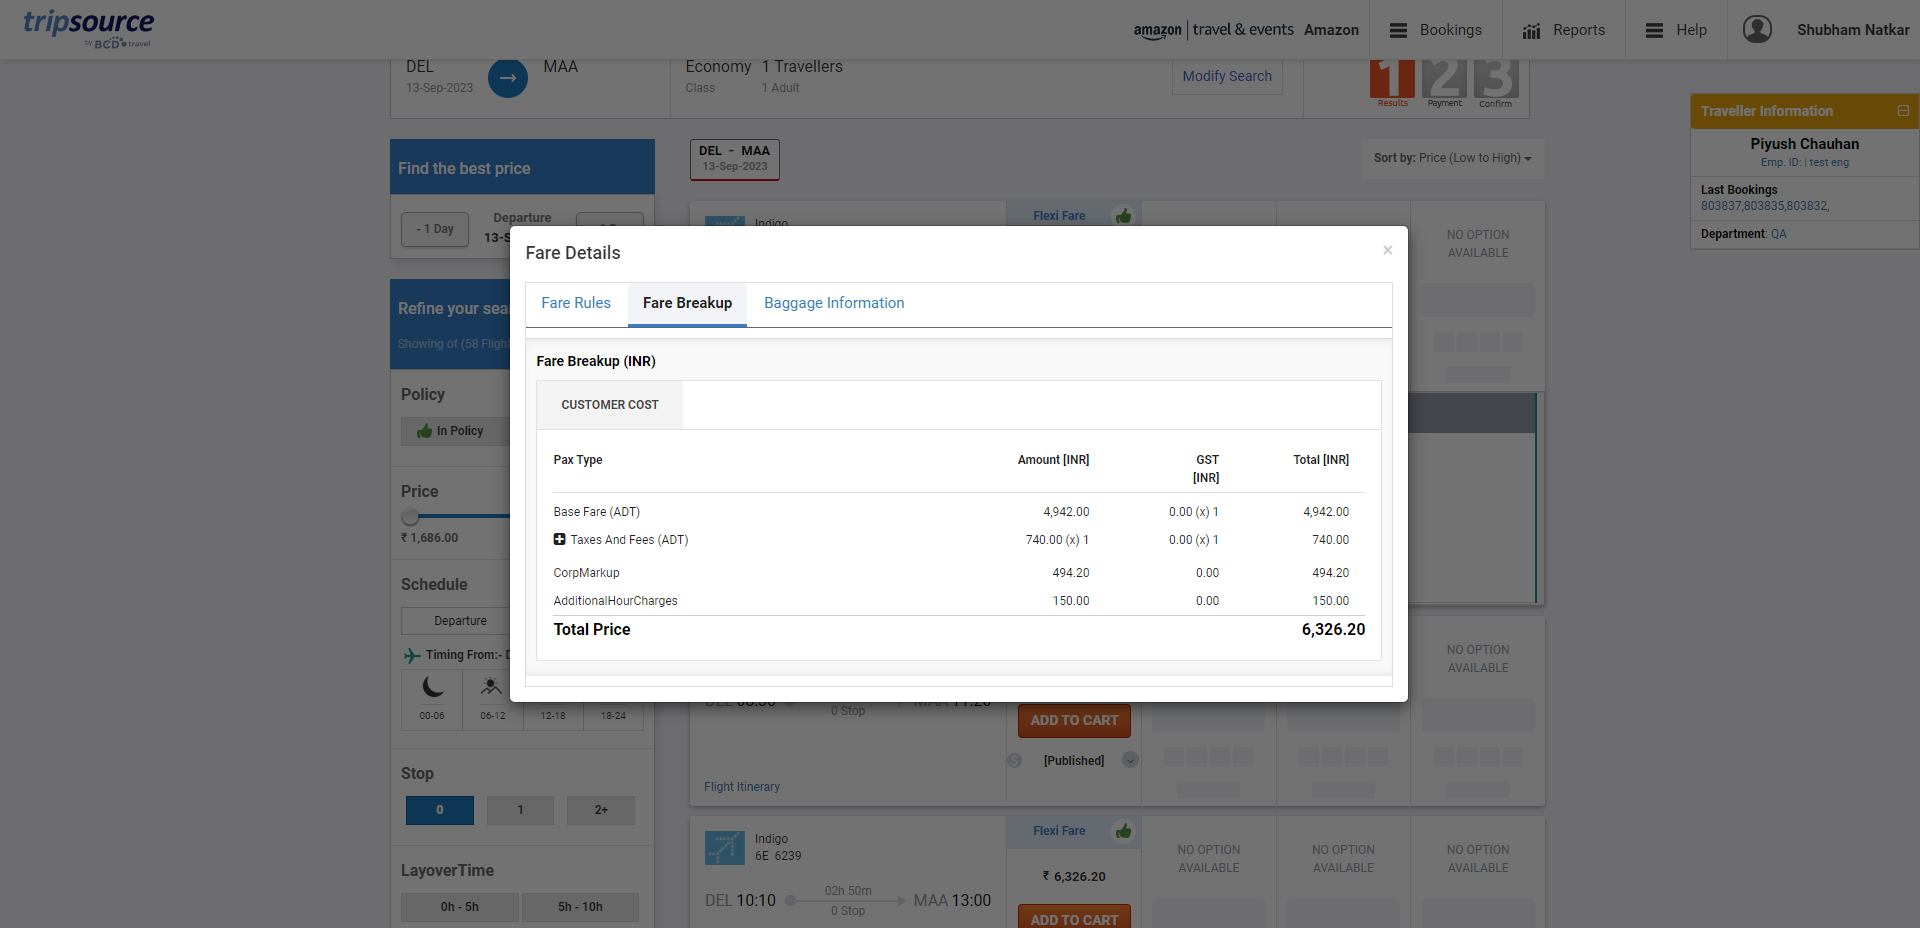 tripsource
by BCD travel
amazon | travel & events Amazon
Bookings
Reports
Help
Shubham Natkar
DEL
13-Sep-2023
MAA
Economy
Class
1 Travellers
1 Adult
Modify Search
1 2 3
Results Payment Confirm
Traveller Information
Piyush Chauhan
Emp. ID: | test eng
Last Bookings
803837,803835,803832,
Department: QA
Find the best price
- 1 Day
Departure
13-S
DEL - MAA
13-Sep-2023
Sort by: Price (Low to High)
Indigo
Flexi Fare
NO OPTION
AVAILABLE
Refine your sea
Showing of (58 Flight
Policy
In Policy
Price
₹ 1,686.00
Schedule
Departure
Timing From:- D
00-06
06-12
12-18
18-24
Stop
0
1
2+
LayoverTime
0h - 5h
5h - 10h
Fare Details
×
Fare Rules
Fare Breakup
Baggage Information
Fare Breakup (INR)
CUSTOMER COST
Pax Type Amount [INR] GST [INR] Total [INR]
Base Fare (ADT) 4,942.00 0.00 (x) 1 4,942.00
Taxes And Fees (ADT) 740.00 (x) 1 0.00 (x) 1 740.00
CorpMarkup 494.20 0.00 494.20
AdditionalHourCharges 150.00 0.00 150.00
Total Price 6,326.20
0 Stop
ADD TO CART
[Published]
Flight Itinerary
NO OPTION
AVAILABLE
Indigo
6E 6239
Flexi Fare
DEL 10:10
02h 50m
0 Stop
MAA 13:00
₹ 6,326.20
ADD TO CART
NO OPTION
AVAILABLE
NO OPTION
AVAILABLE
NO OPTION
AVAILABLE